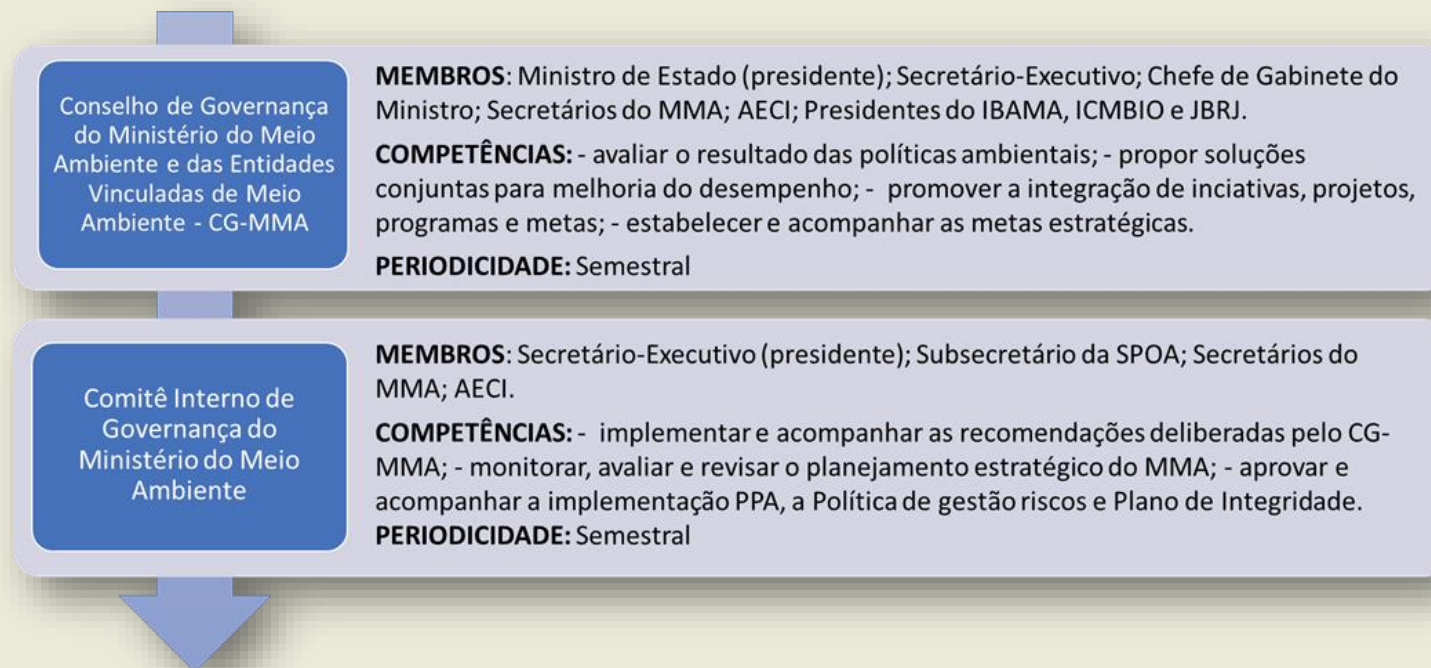 Conselho de Governança
do Ministério do Meio
Ambiente e das Entidades
Vinculadas de Meio
Ambiente - CG-MMA
MEMBROS: Ministro de Estado (presidente); Secretário-Executivo; Chefe de Gabinete do
Ministro; Secretários do MMA; AECI; Presidentes do IBAMA, ICMBIO e JBRJ.
COMPETÊNCIAS: - avaliar o resultado das políticas ambientais; - propor soluções
conjuntas para melhoria do desempenho; - promover a integração de inciativas, projetos,
programas e metas; - estabelecer e acompanhar as metas estratégicas.
PERIODICIDADE: Semestral
Comitê Interno de
Governança do
Ministério do Meio
Ambiente
MEMBROS: Secretário-Executivo (presidente); Subsecretário da SPOA; Secretários do
MMA; AECI.
COMPETÊNCIAS: - implementar e acompanhar as recomendações deliberadas pelo CG-
MMA; - monitorar, avaliar e revisar o planejamento estratégico do MMA; - aprovar e
acompanhar a implementação PPA, a Política de gestão riscos e Plano de Integridade.
PERIODICIDADE: Semestral